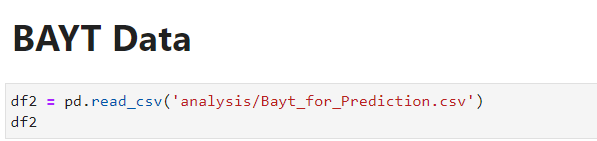 BAYT Data
df2 = pd.read_csv('analysis/Bayt_for_Prediction.csv')
df2